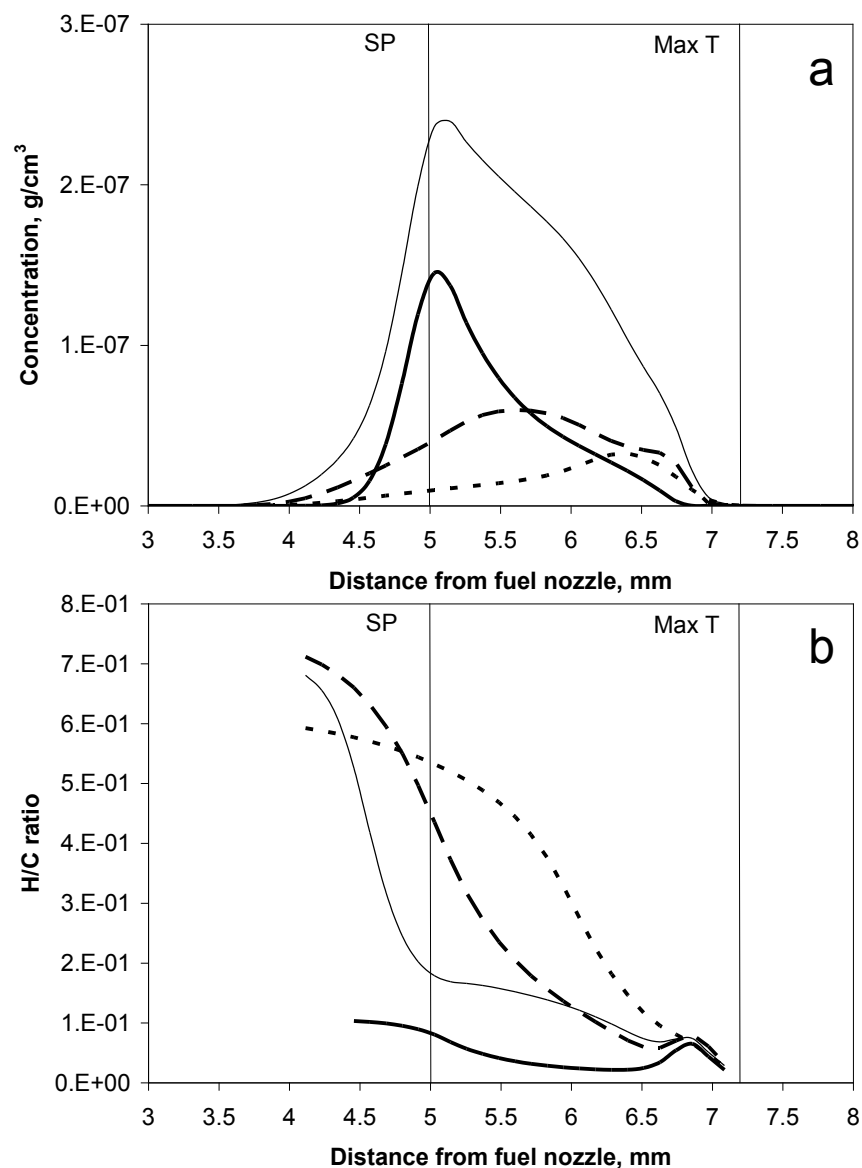 3.E-07
SP
Max T
a
2.E-07
1.E-07
0.E+00
Concentration, g/cm³
3 3.5 4 4.5 5 5.5 6 6.5 7 7.5 8
Distance from fuel nozzle, mm
8.E-01
SP
Max T
b
7.E-01
6.E-01
5.E-01
4.E-01
3.E-01
2.E-01
1.E-01
0.E+00
H/C ratio
3 3.5 4 4.5 5 5.5 6 6.5 7 7.5 8
Distance from fuel nozzle, mm